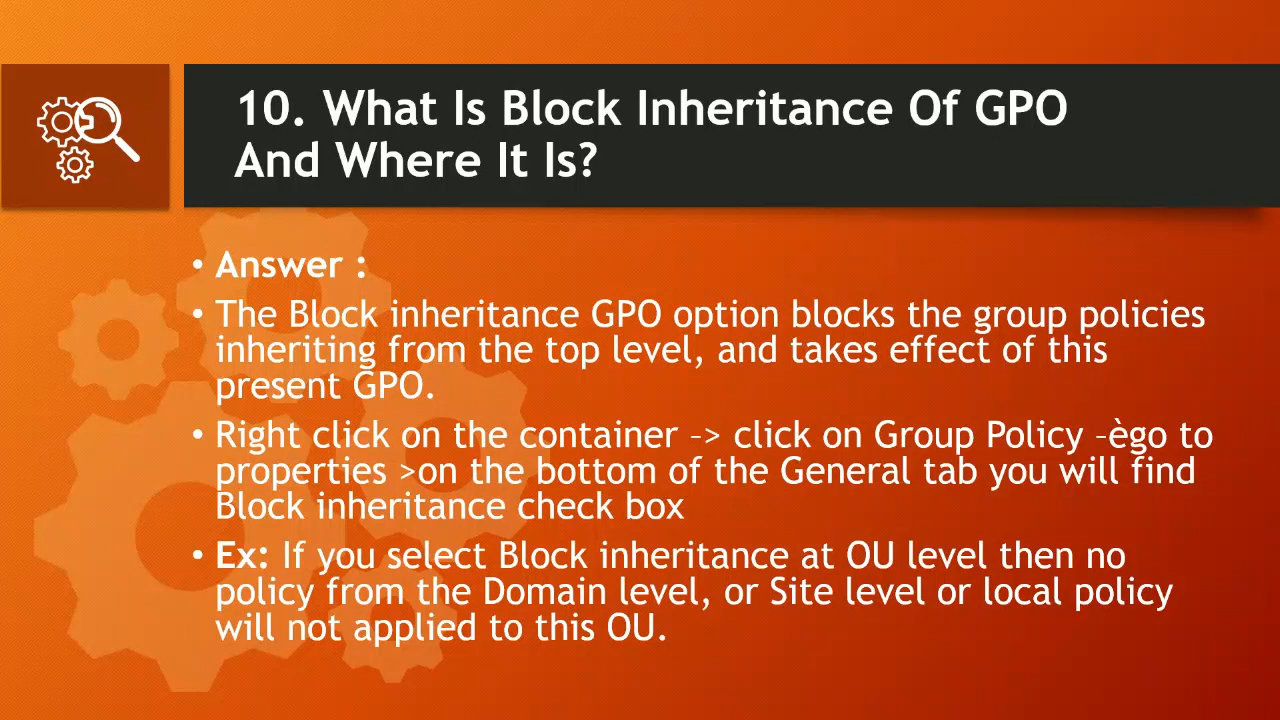 10. What Is Block Inheritance Of GPO
And Where It Is?
• Answer :
• The Block inheritance GPO option blocks the group policies
inheriting from the top level, and takes effect of this
present GPO.
• Right click on the container –> click on Group Policy –ègo to
properties >on the bottom of the General tab you will find
Block inheritance check box
• Ex: If you select Block inheritance at OU level then no
policy from the Domain level, or Site level or local policy
will not applied to this OU.